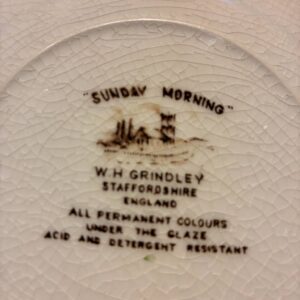 "SUNDAY MORNING"
W.H GRINDLEY
STAFFORDSHIRE
ENGLAND
ALL PERMANENT COLOURS
UNDER THE GLAZE
ACID AND DETERGENT RESISTANT